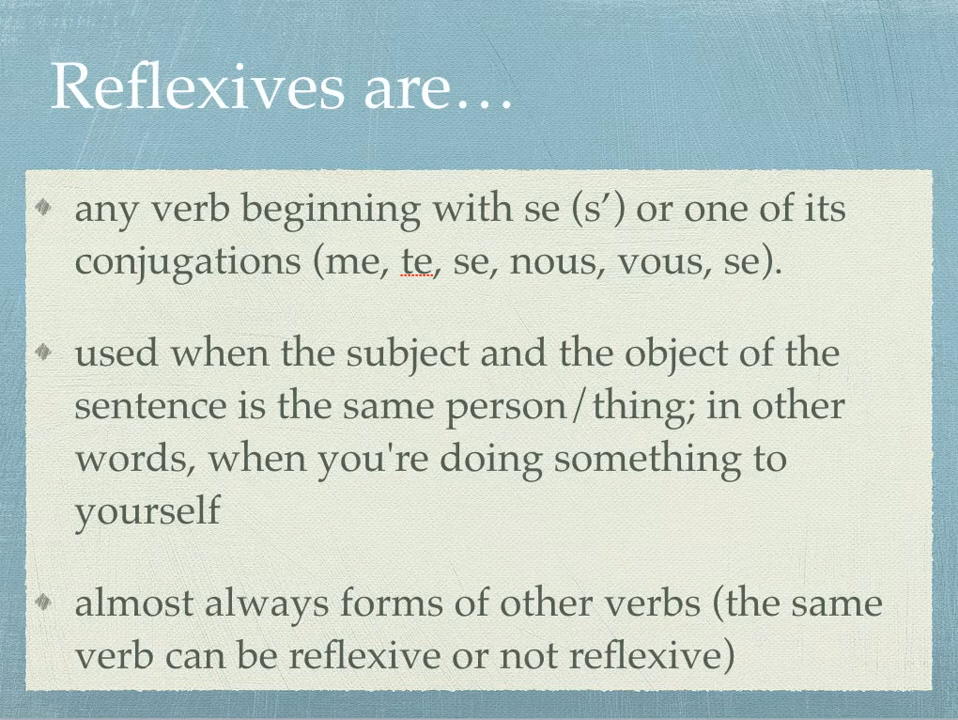 Reflexives are…
any verb beginning with se (s’) or one of its
conjugations (me, te, se, nous, vous, se).
used when the subject and the object of the
sentence is the same person/thing; in other
words, when you're doing something to
yourself
almost always forms of other verbs (the same
verb can be reflexive or not reflexive)